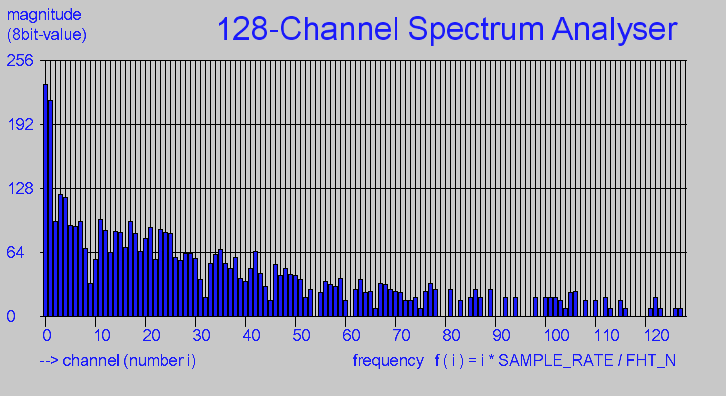 magnitude
(8bit-value)
128-Channel Spectrum Analyser
256
192
128
64
0
0 10 20 30 40 50 60 70 80 90 100 110 120
--> channel (number i)
frequency f ( i ) = i * SAMPLE_RATE / FHT_N